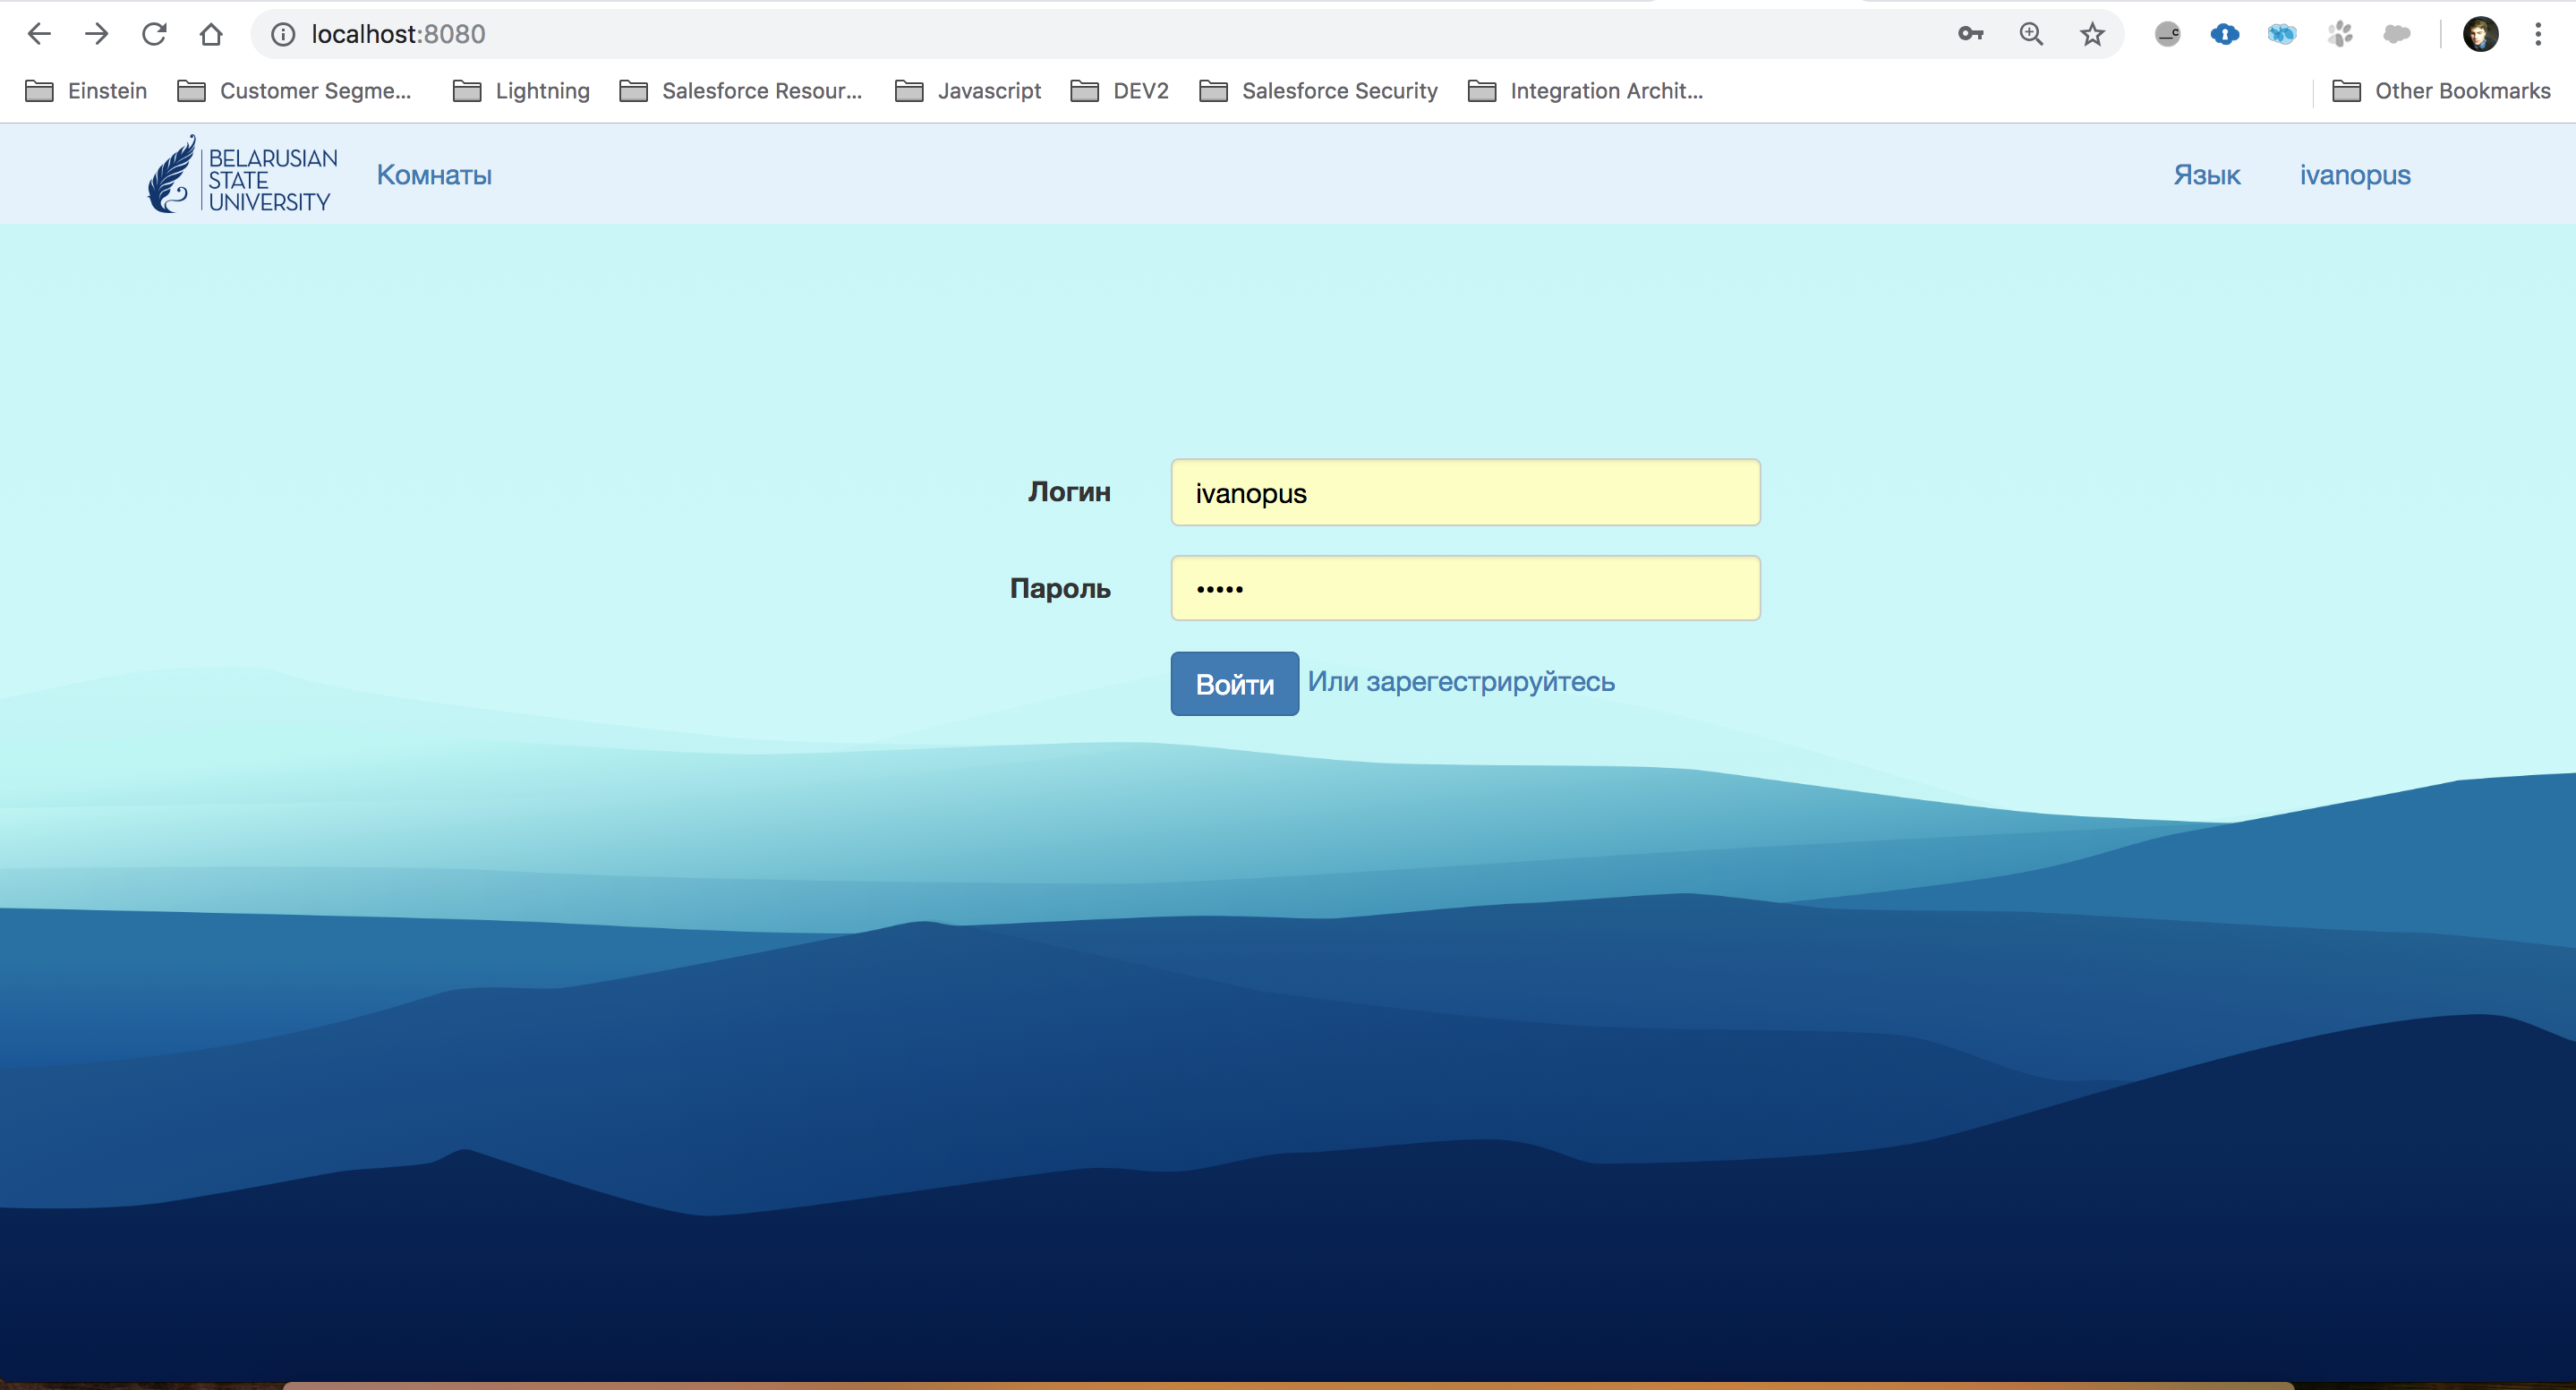 localhost:8080
Einstein Customer Segme... Lightning Salesforce Resour... Javascript DEV2 Salesforce Security Integration Archit... Other Bookmarks
BELARUSIAN
STATE
UNIVERSITY
Комнаты Язык ivanopus
Логин ivanopus
Пароль •••••
Войти Или зарегестрируйтесь